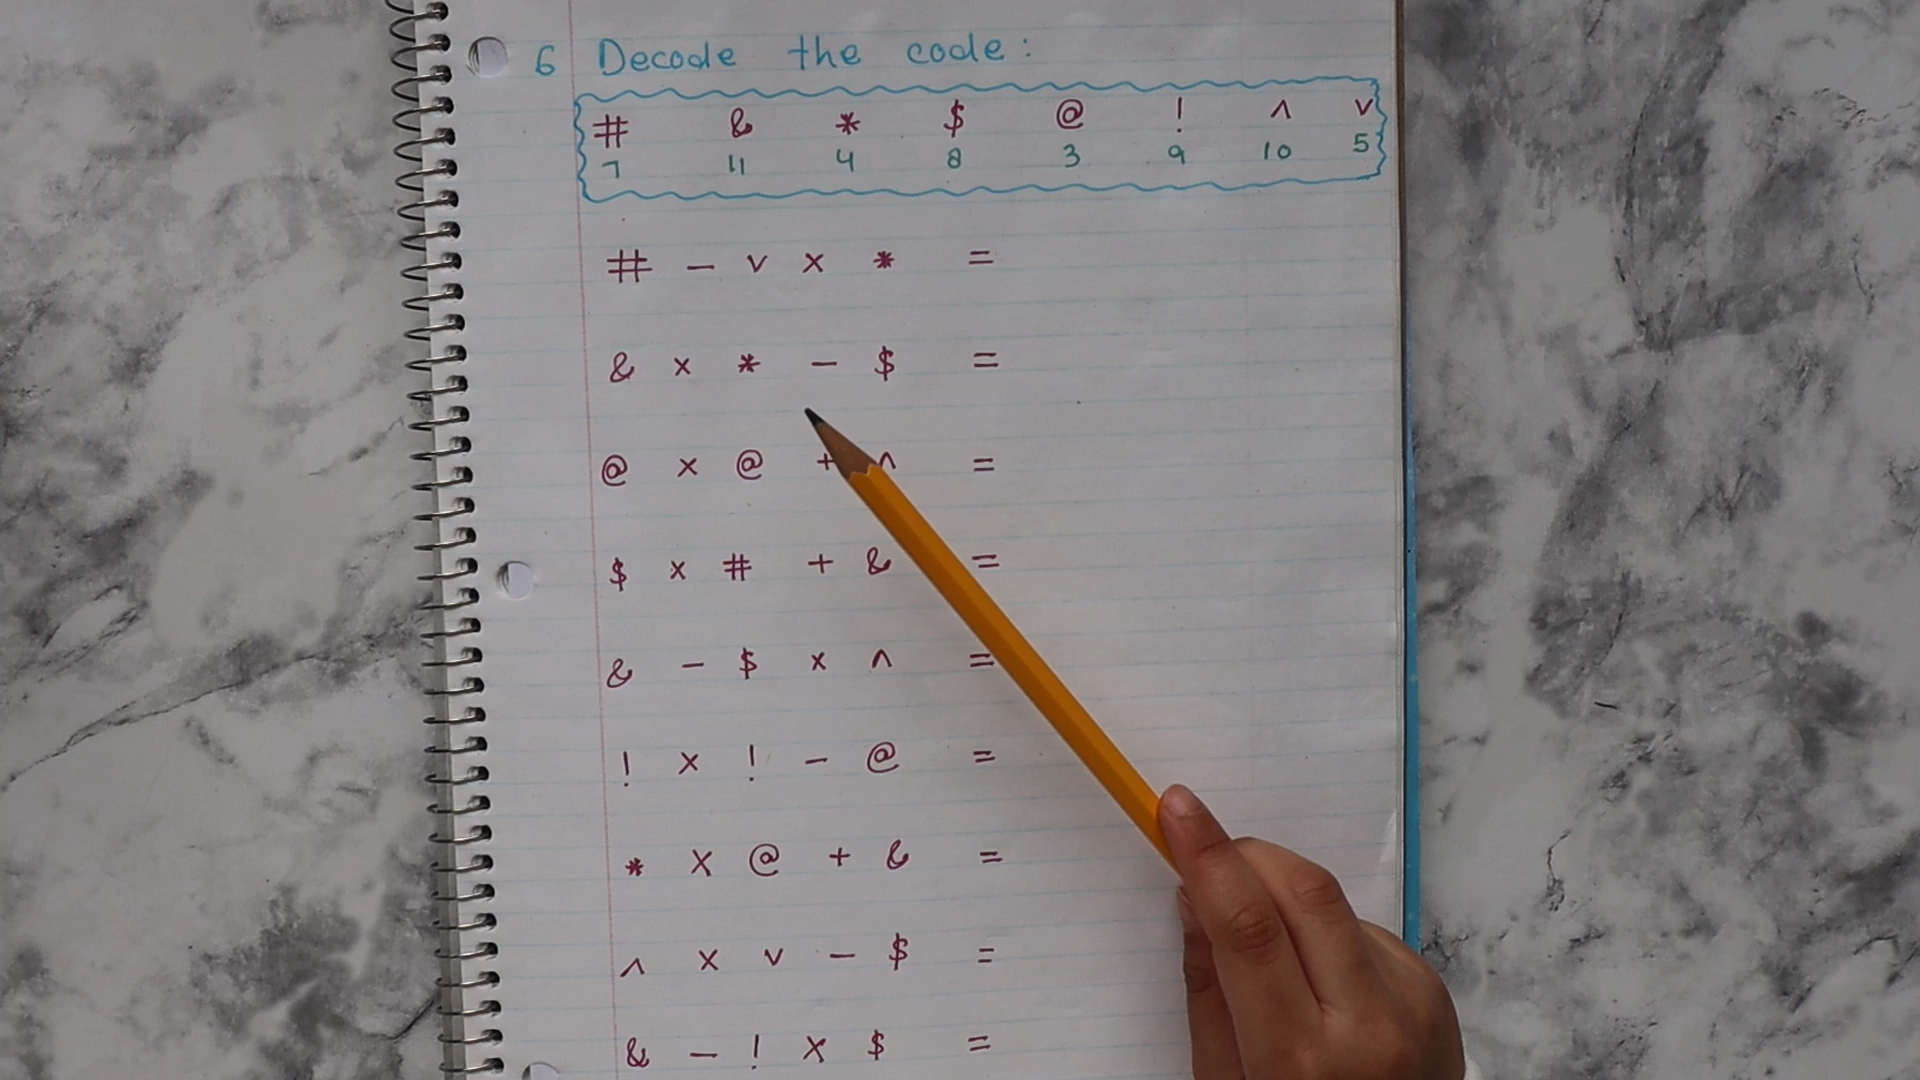 6 Decode the code:
# & * $ @ ! ^ v
7 11 4 8 3 9 10 5
# - v x * =
& x * - $ =
@ x @ + ^ =
$ x # + & =
& - $ x ^ =
! x ! - @ =
* x @ + & =
^ x v - $ =
& - ! x $ =